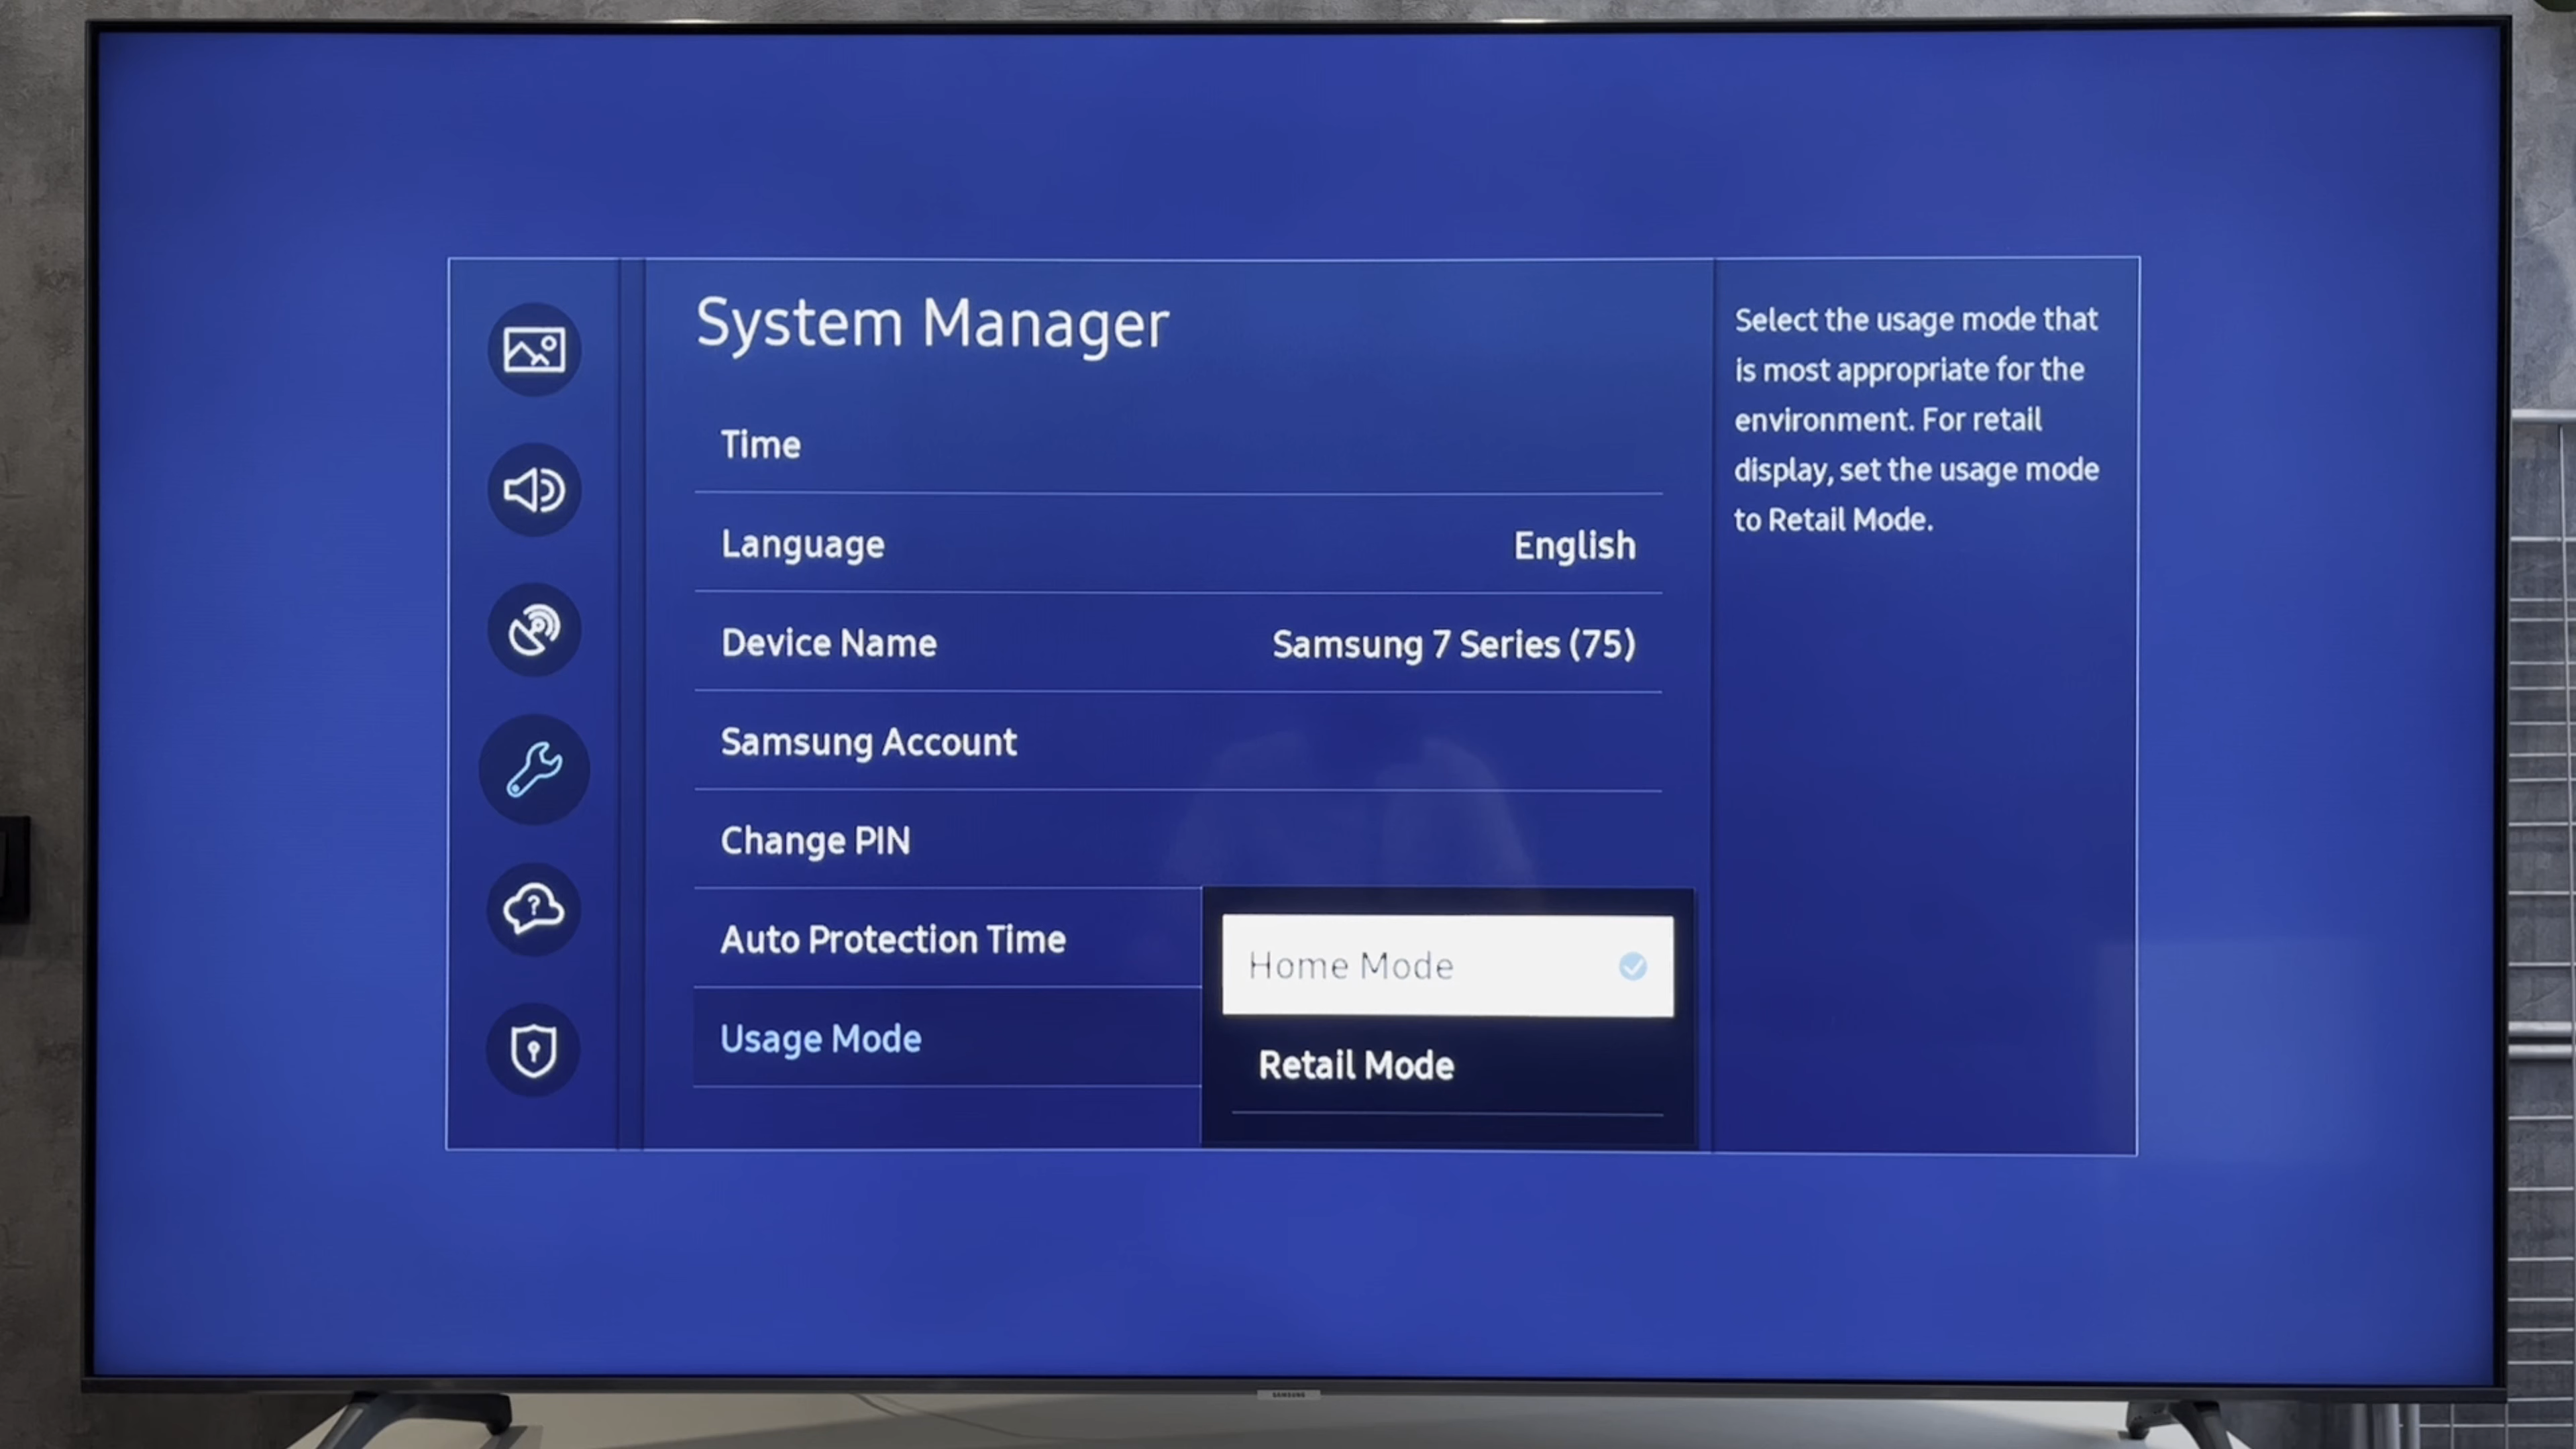 System Manager
Time
Language English
Device Name Samsung 7 Series (75)
Samsung Account
Change PIN
Auto Protection Time
Usage Mode
Home Mode
Retail Mode
Select the usage mode that
is most appropriate for the
environment. For retail
display, set the usage mode
to Retail Mode.
?
SAMSUNG